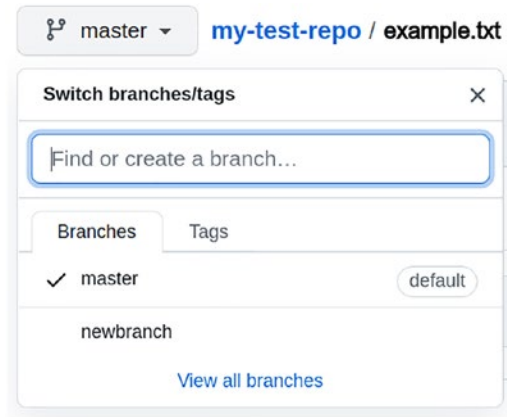 master my-test-repo / example.txt
Switch branches/tags
Find or create a branch...
Branches Tags
master default
newbranch
View all branches